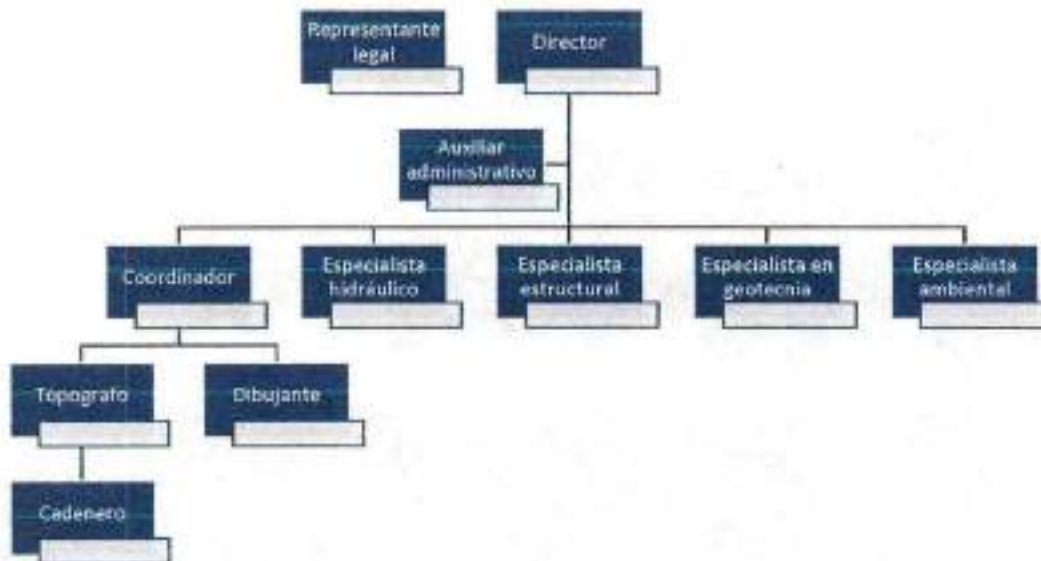 Representante
legal
Director
Auxiliar
administrativo
Coordinador
Especialista
hidráulico
Especialista
estructural
Especialista en
geotecnia
Especialista
ambiental
Topografo
Dibujante
Cadenero